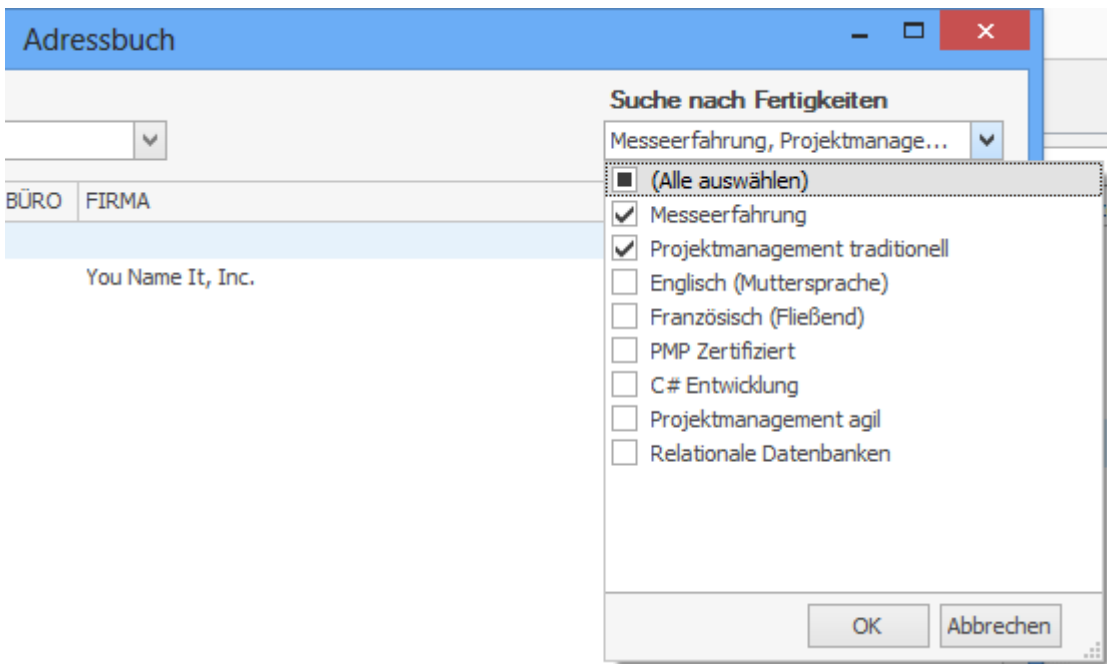 Adressbuch
Suche nach Fertigkeiten
Messeerfahrung, Projektmanage...
(Alle auswählen)
BÜRO FIRMA
Messeerfahrung
Projektmanagement traditionell
You Name It, Inc.
Englisch (Muttersprache)
Französisch (Fließend)
PMP Zertifiziert
C# Entwicklung
Projektmanagement agil
Relationale Datenbanken
OK Abbrechen